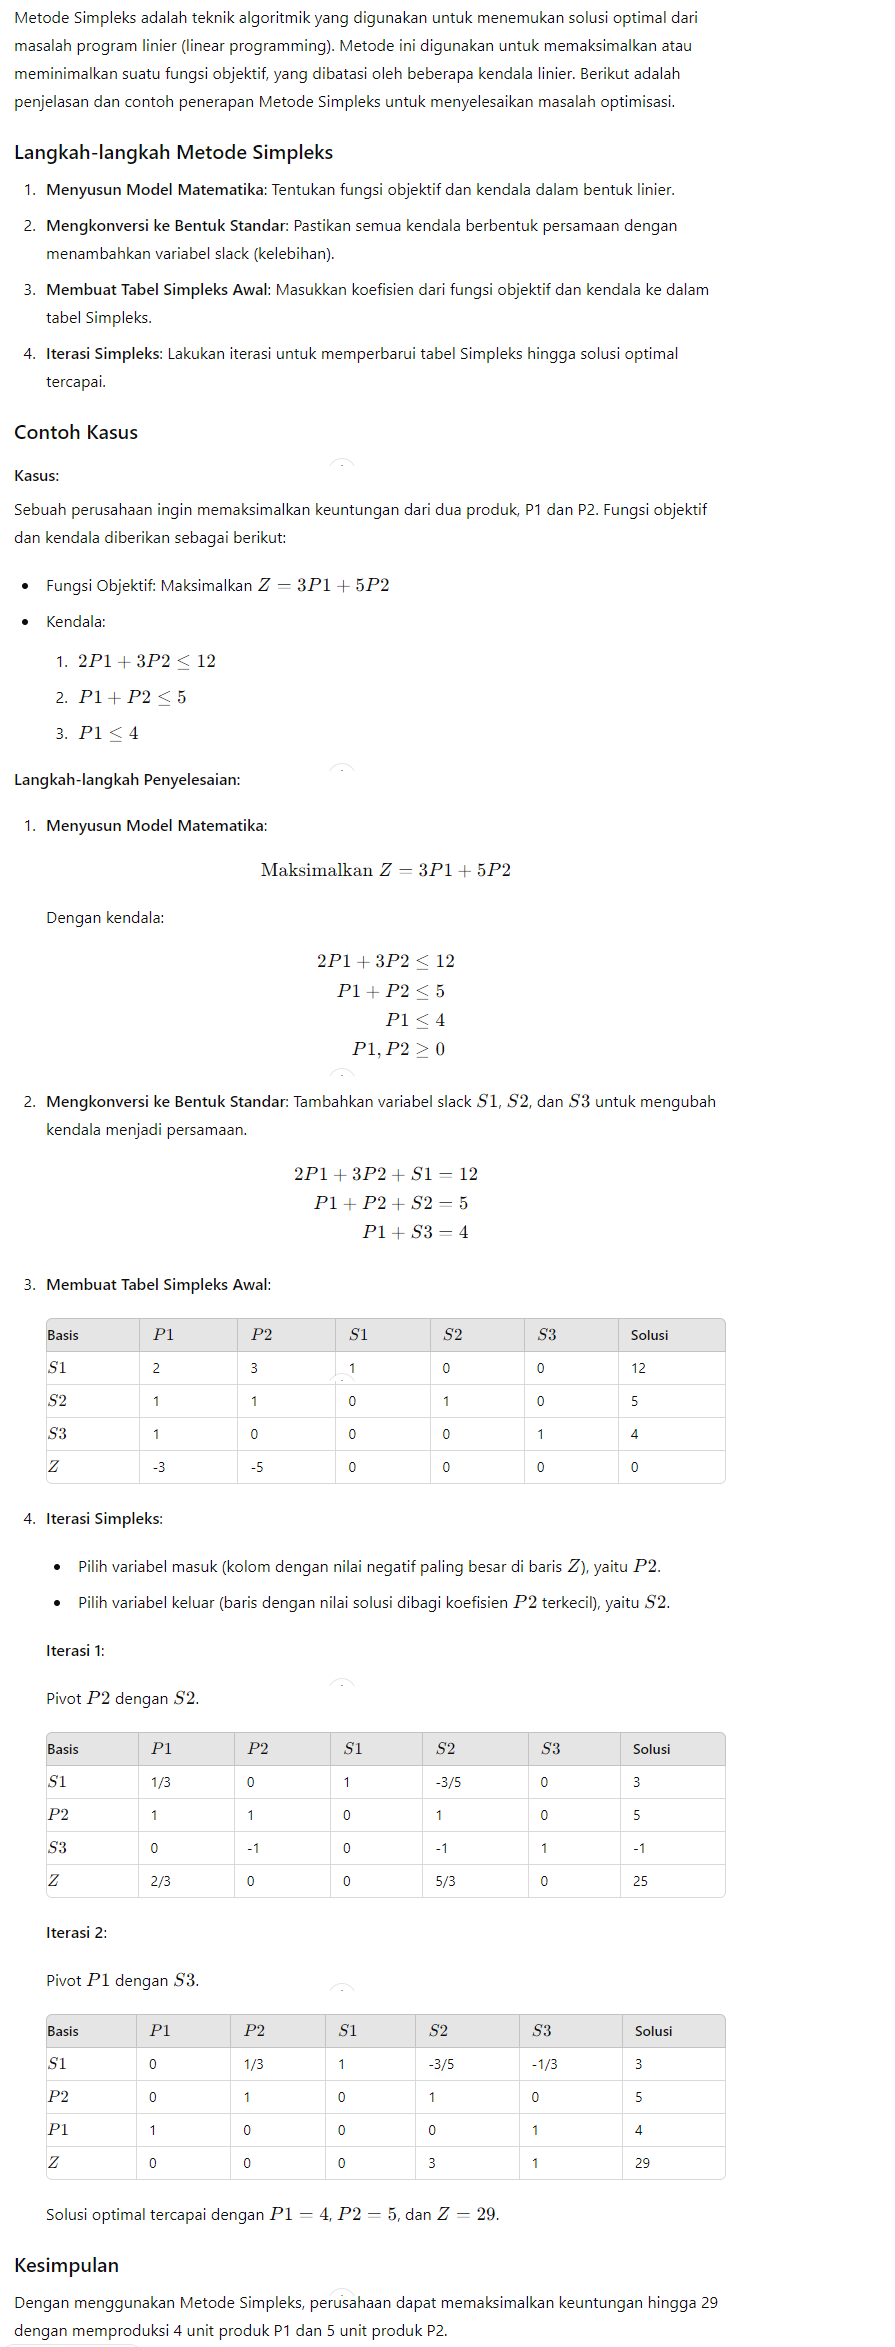 Metode Simpleks adalah teknik algoritmik yang digunakan untuk menemukan solusi optimal dari
masalah program linier (linear programming). Metode ini digunakan untuk memaksimalkan atau
meminimalkan suatu fungsi objektif, yang dibatasi oleh beberapa kendala linier. Berikut adalah
penjelasan dan contoh penerapan Metode Simpleks untuk menyelesaikan masalah optimisasi.
Langkah-langkah Metode Simpleks
1. Menyusun Model Matematika: Tentukan fungsi objektif dan kendala dalam bentuk linier.
2. Mengkonversi ke Bentuk Standar: Pastikan semua kendala berbentuk persamaan dengan
menambahkan variabel slack (kelebihan).
3. Membuat Tabel Simpleks Awal: Masukkan koefisien dari fungsi objektif dan kendala ke dalam
tabel Simpleks.
4. Iterasi Simpleks: Lakukan iterasi untuk memperbarui tabel Simpleks hingga solusi optimal
tercapai.
Contoh Kasus
Kasus:
Sebuah perusahaan ingin memaksimalkan keuntungan dari dua produk, P1 dan P2. Fungsi objektif
dan kendala diberikan sebagai berikut:
• Fungsi Objektif: Maksimalkan Z = 3P1 + 5P2
• Kendala:
1. 2P1 + 3P2 ≤ 12
2. P1 + P2 ≤ 5
3. P1 ≤ 4
Langkah-langkah Penyelesaian:
1. Menyusun Model Matematika:
Maksimalkan Z = 3P1 + 5P2
Dengan kendala:
2P1 + 3P2 ≤ 12
P1 + P2 ≤ 5
P1 ≤ 4
P1, P2 ≥ 0
2. Mengkonversi ke Bentuk Standar: Tambahkan variabel slack S1, S2, dan S3 untuk mengubah
kendala menjadi persamaan.
2P1 + 3P2 + S1 = 12
P1 + P2 + S2 = 5
P1 + S3 = 4
3. Membuat Tabel Simpleks Awal:
Basis P1 P2 S1 S2 S3 Solusi
S1 2 3 1 0 0 12
S2 1 1 0 1 0 5
S3 1 0 0 0 1 4
Z -3 -5 0 0 0 0
4. Iterasi Simpleks:
• Pilih variabel masuk (kolom dengan nilai negatif paling besar di baris Z), yaitu P2.
• Pilih variabel keluar (baris dengan nilai solusi dibagi koefisien P2 terkecil), yaitu S2.
Iterasi 1:
Pivot P2 dengan S2.
Basis P1 P2 S1 S2 S3 Solusi
S1 1/3 0 1 -3/5 0 3
P2 1 1 0 1 0 5
S3 0 -1 0 -1 1 -1
Z 2/3 0 0 5/3 0 25
Iterasi 2:
Pivot P1 dengan S3.
Basis P1 P2 S1 S2 S3 Solusi
S1 0 1/3 1 -3/5 -1/3 3
P2 0 1 0 1 0 5
P1 1 0 0 0 1 4
Z 0 0 0 3 1 29
Solusi optimal tercapai dengan P1 = 4, P2 = 5, dan Z = 29.
Kesimpulan
Dengan menggunakan Metode Simpleks, perusahaan dapat memaksimalkan keuntungan hingga 29
dengan memproduksi 4 unit produk P1 dan 5 unit produk P2.